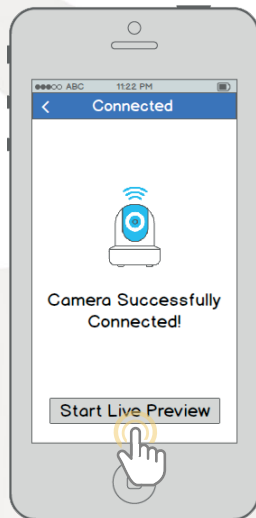 ABC 11:22 PM
Connected
Camera Successfully
Connected!
Start Live Preview